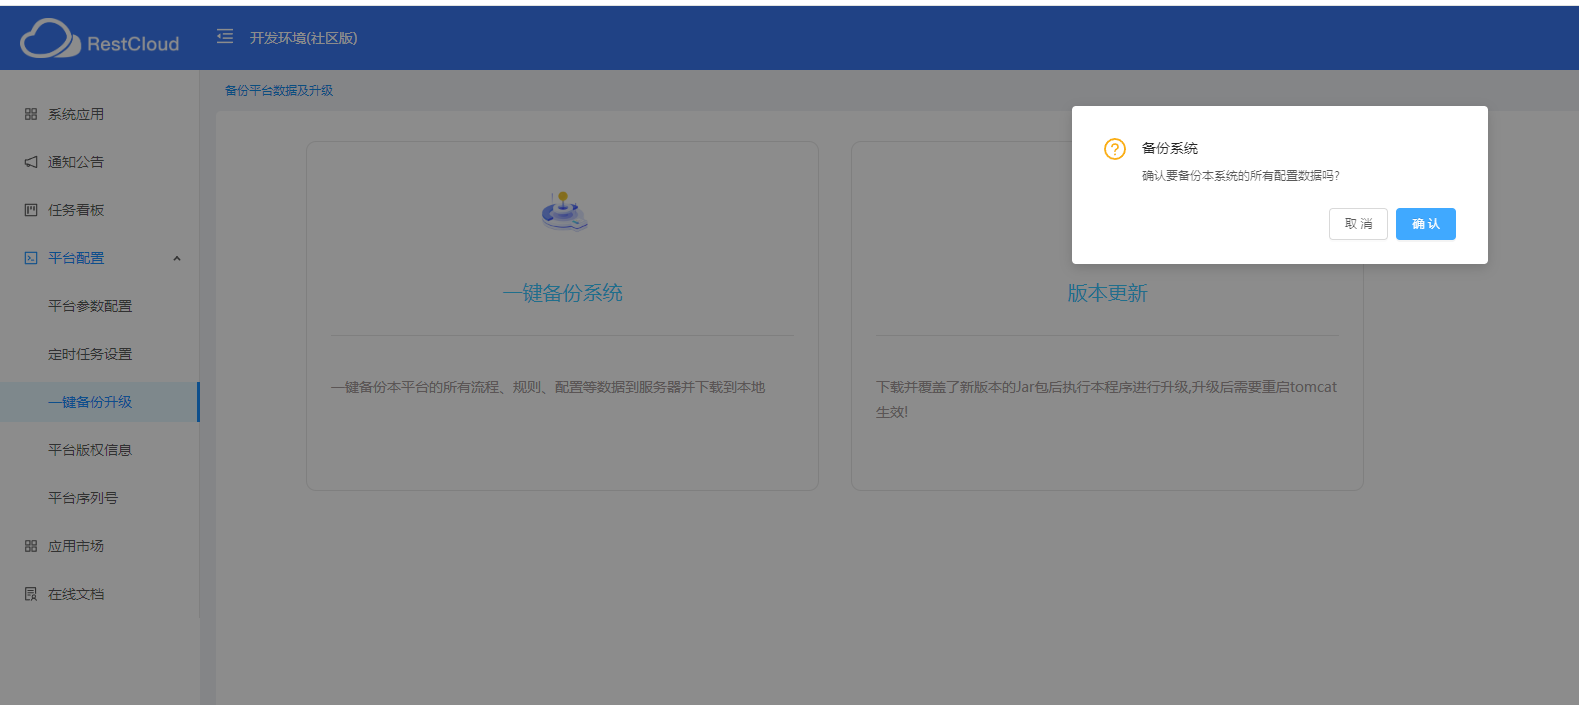 RestCloud
开发环境(社区版)
备份平台数据及升级
系统应用
通知公告
任务看板
平台配置
平台参数配置
定时任务设置
一键备份升级
平台版权信息
平台序列号
应用市场
在线文档
一键备份系统
一键备份本平台的所有流程、规则、配置等数据到服务器并下载到本地
版本更新
下载并覆盖了新版本的Jar包后执行本程序进行升级,升级后需要重启tomcat
生效!
备份系统
确认要备份本系统的所有配置数据吗?
取 消
确 认